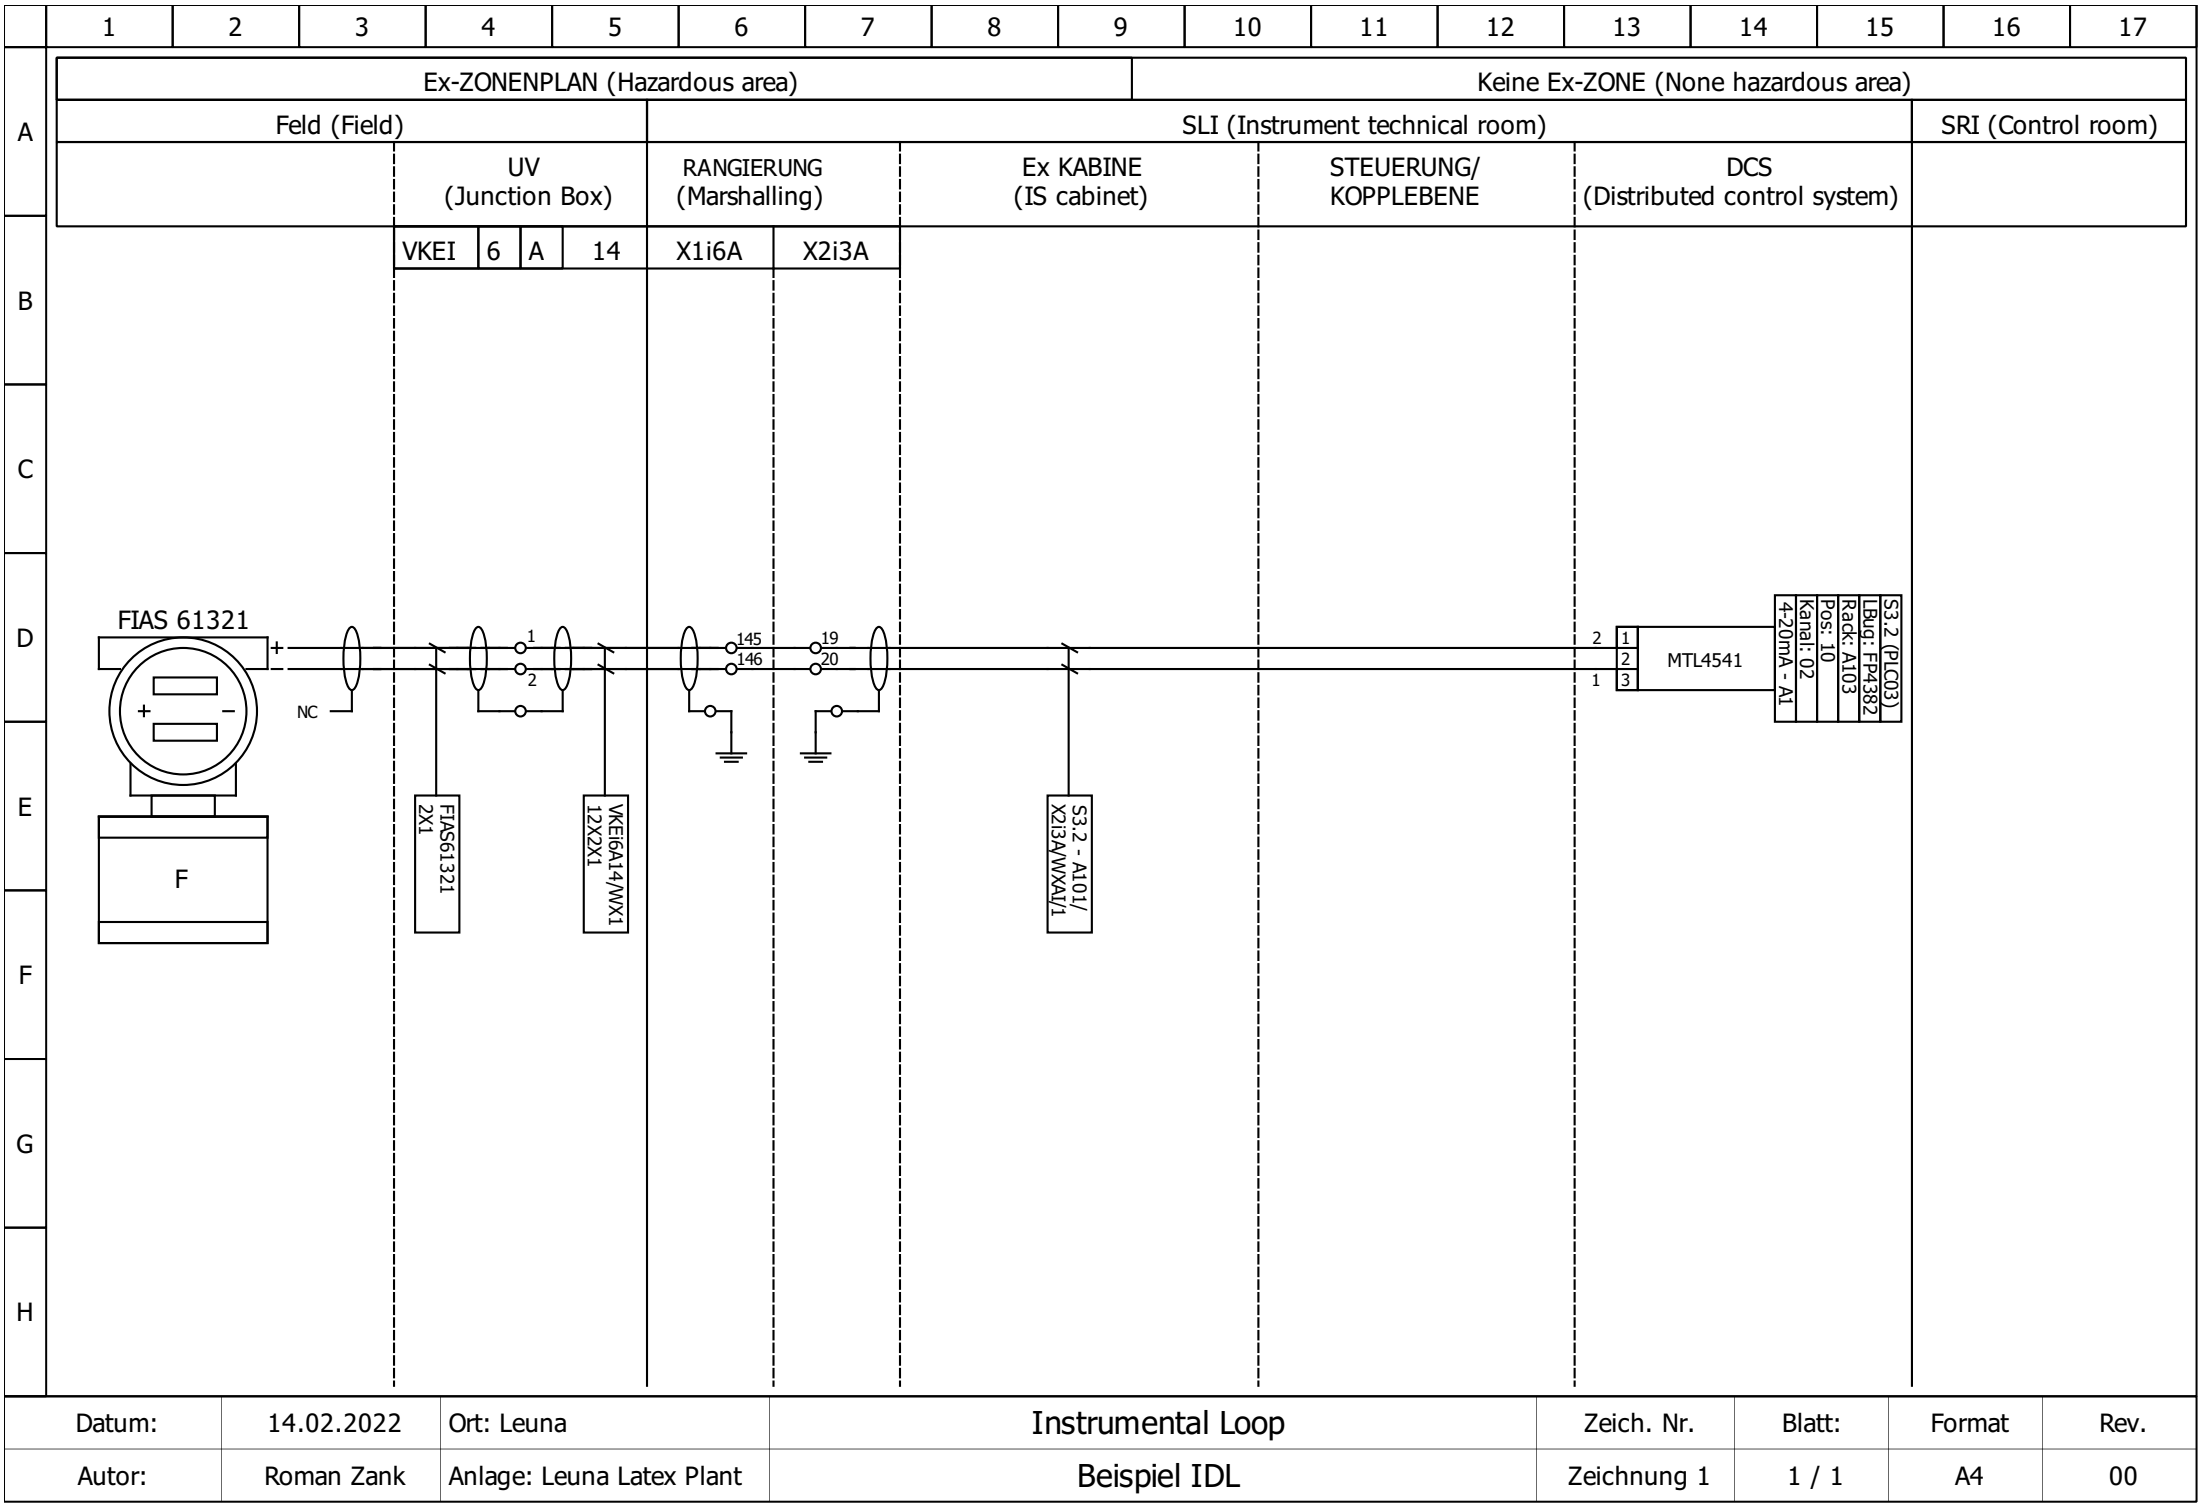 1 2 3 4 5 6 7 8 9 10 11 12 13 14 15 16 17
Ex-ZONENPLAN (Hazardous area) Keine Ex-ZONE (None hazardous area)
A
Feld (Field) SLI (Instrument technical room) SRI (Control room)
UV
(Junction Box)
RANGIERUNG
(Marshalling)
Ex KABINE
(IS cabinet)
STEUERUNG/
KOPPLEBENE
DCS
(Distributed control system)
VKEI 6 A 14 X1i6A X2i3A
B
C
D
FIAS 61321
+
−
+ −
NC
1
2
145
146
19
20
2
1
1
2
3
MTL4541
S3.2 (PLC03)
LBug: FP4382
Rack: A103
Pos: 10
Kanal: 02
4-20mA - A1
E
FIAS61321
2X1
VKEi6A14/WX1
12X2X1
S3.2 - A101/
X2i3A/WXAI/1
F
F
G
H
Datum: 14.02.2022 Ort: Leuna Instrumental Loop Zeich. Nr. Blatt: Format Rev.
Autor: Roman Zank Anlage: Leuna Latex Plant Beispiel IDL Zeichnung 1 1 / 1 A4 00